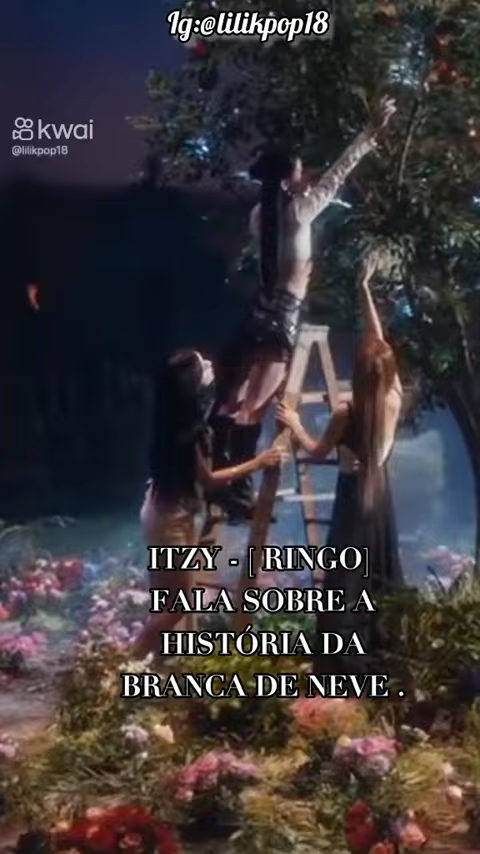 Ig:@lilikpop18
kwai
@lilikpop18
ITZY - [ RINGO]
FALA SOBRE A
HISTÓRIA DA
BRANCA DE NEVE .